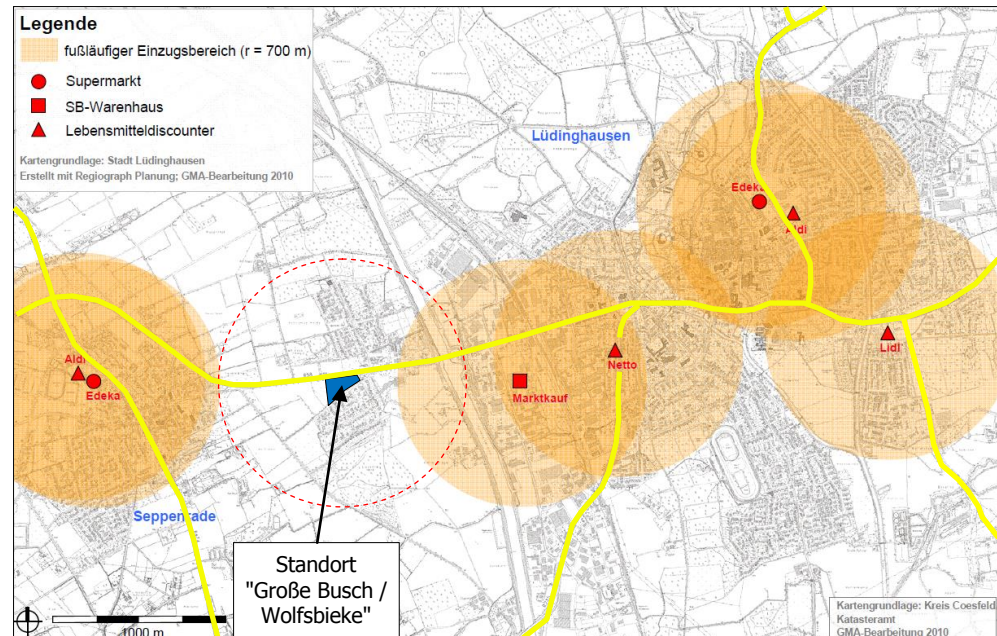 Legende
fußläufiger Einzugsbereich (r = 700 m)
Supermarkt
SB-Warenhaus
Lebensmitteldiscounter
Kartengrundlage: Stadt Lüdinghausen
Erstellt mit Regiograph Planung; GMA-Bearbeitung 2010
Lüdinghausen
Edeka
Aldi
Aldi
Edeka
Netto
Lidl
Marktkauf
Seppenrade
Standort
"Große Busch /
Wolfsbieke"
1000 m
Kartengrundlage: Kreis Coesfeld,
Katasteramt
GMA-Bearbeitung 2010